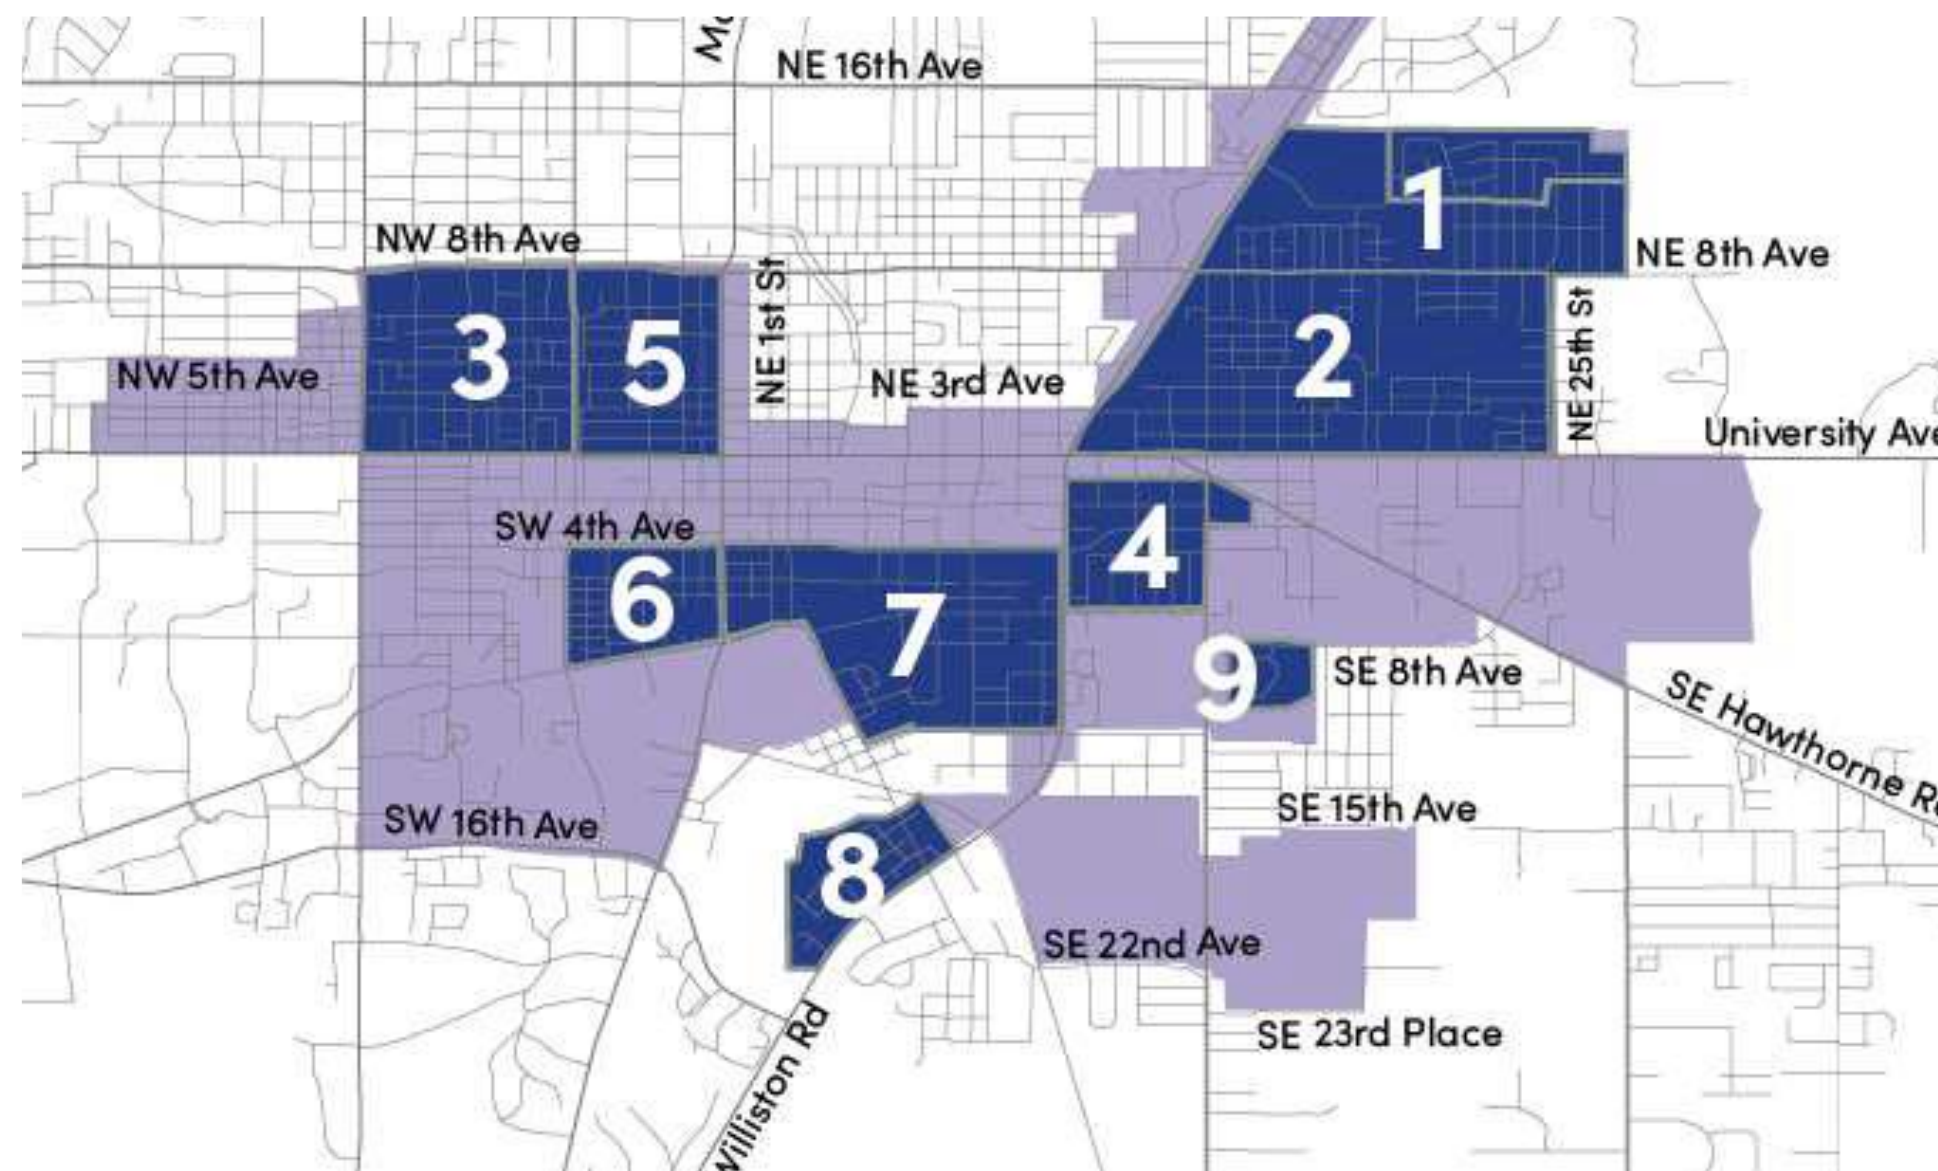 NE 16th Ave
1
NW 8th Ave
NE 8th Ave
3
5
NE 1st St
2
NE 25th St
NW 5th Ave
NE 3rd Ave
University Ave
SW 4th Ave
4
6
7
9
SE 8th Ave
SE Hawthorne
SW 16th Ave
SE 15th Ave
8
SE 22nd Ave
SE 23rd Place
Williston Rd